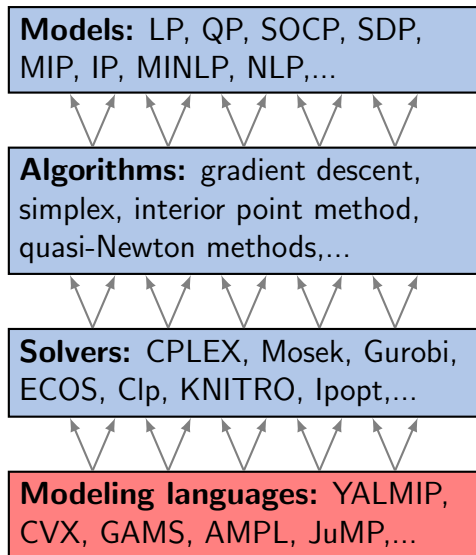 Models: LP, QP, SOCP, SDP,
MIP, IP, MINLP, NLP,...
Algorithms: gradient descent,
simplex, interior point method,
quasi-Newton methods,...
Solvers: CPLEX, Mosek, Gurobi,
ECOS, Clp, KNITRO, Ipopt,...
Modeling languages: YALMIP,
CVX, GAMS, AMPL, JuMP,...